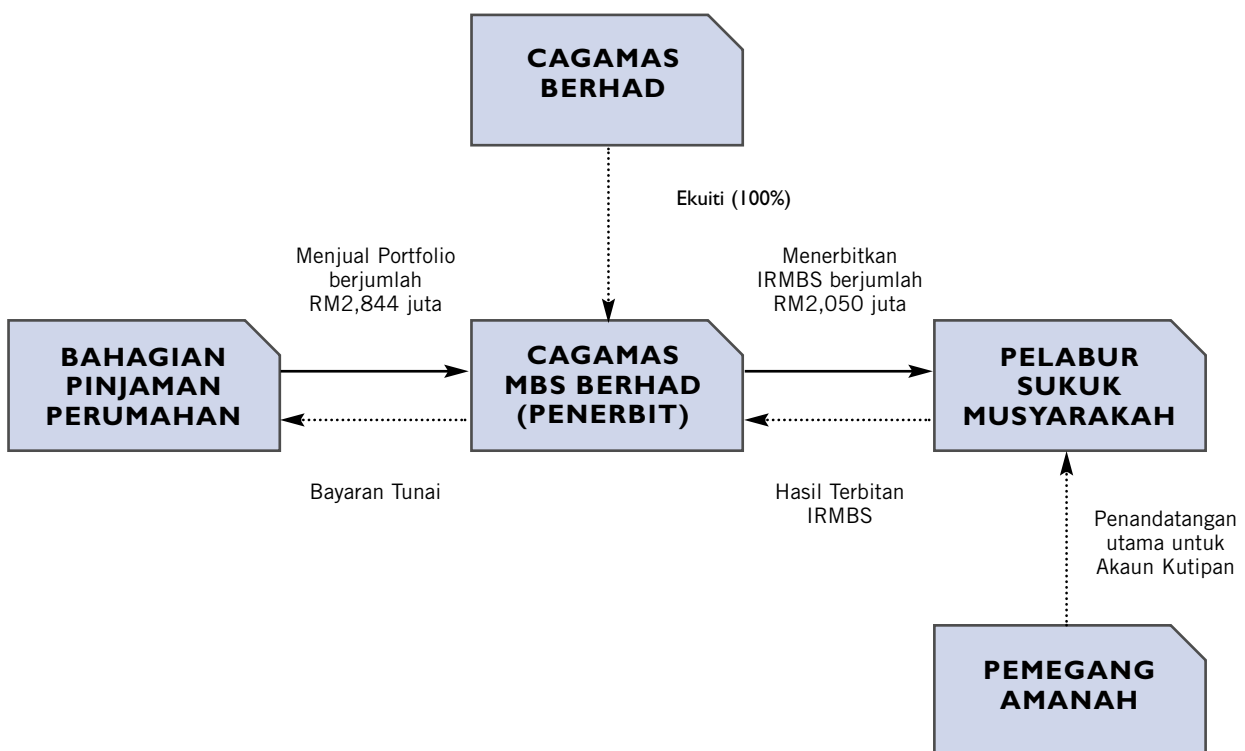 CAGAMAS
BERHAD
Ekuiti (100%)
Menjual Portfolio
berjumlah
RM2,844 juta
Menerbitkan
IRMBS berjumlah
RM2,050 juta
BAHAGIAN
PINJAMAN
PERUMAHAN
CAGAMAS
MBS BERHAD
(PENERBIT)
PELABUR
SUKUK
MUSYARAKAH
Bayaran Tunai
Hasil Terbitan
IRMBS
Penandatangan
utama untuk
Akaun Kutipan
PEMEGANG
AMANAH